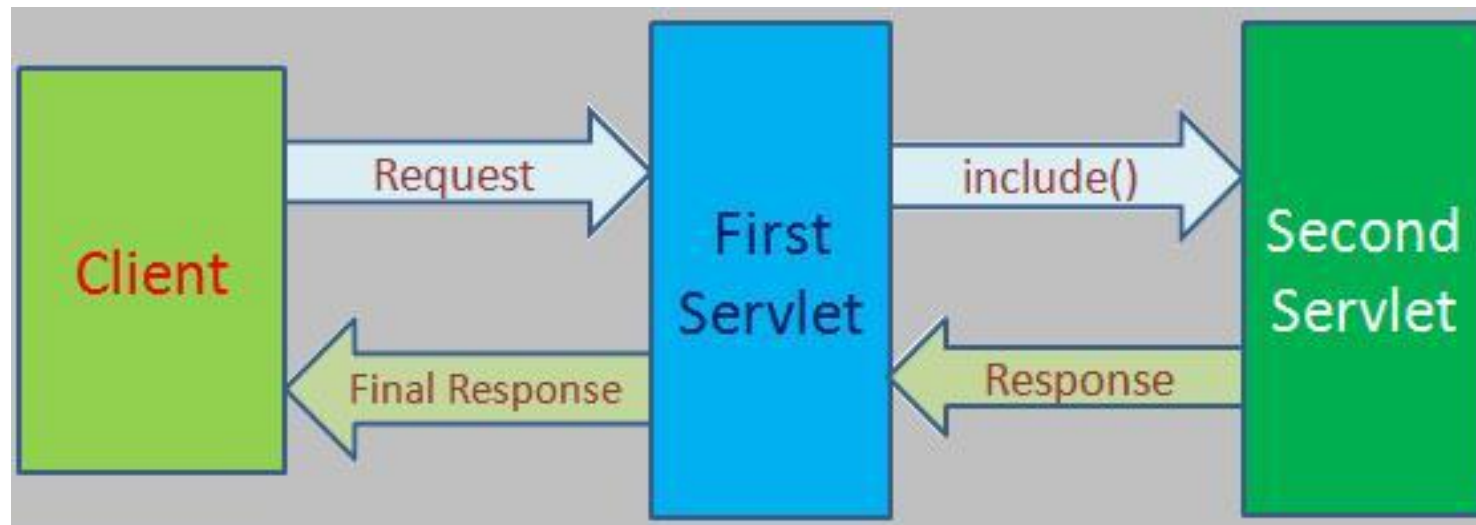 Client
Request
First
Servlet
include()
Second
Servlet
Final Response
Response